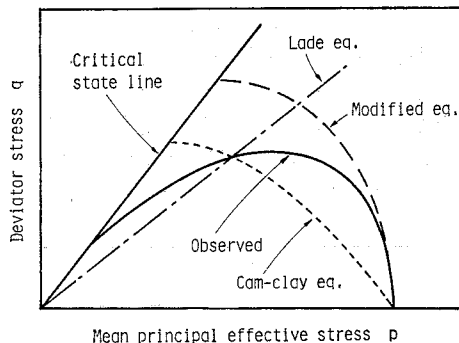 Lade eq.
Critical
state line
Modified eq.
Deviator stress q
Observed
Cam-clay eq.
Mean principal effective stress p